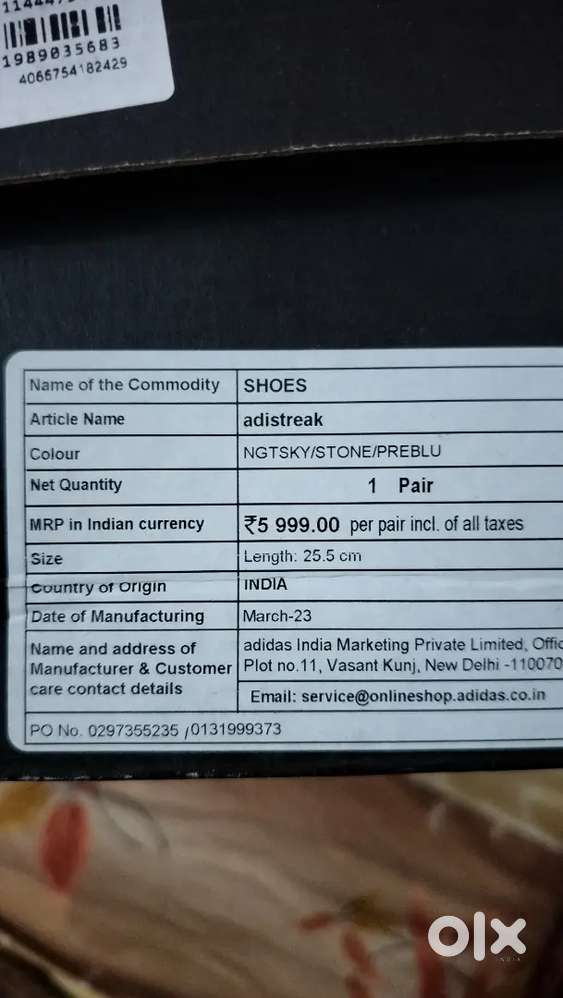 1989035683
4066754182429
Name of the Commodity SHOES
Article Name adistreak
Colour NGTSKY/STONE/PREBLU
Net Quantity 1 Pair
MRP in Indian currency ₹5 999.00 per pair incl. of all taxes
Size Length: 25.5 cm
Country of Origin INDIA
Date of Manufacturing March-23
Name and address of
Manufacturer & Customer
care contact details
adidas India Marketing Private Limited, Offic
Plot no.11, Vasant Kunj, New Delhi -110070
Email: service@onlineshop.adidas.co.in
PO No. 0297355235 /0131999373
olx
INDIA